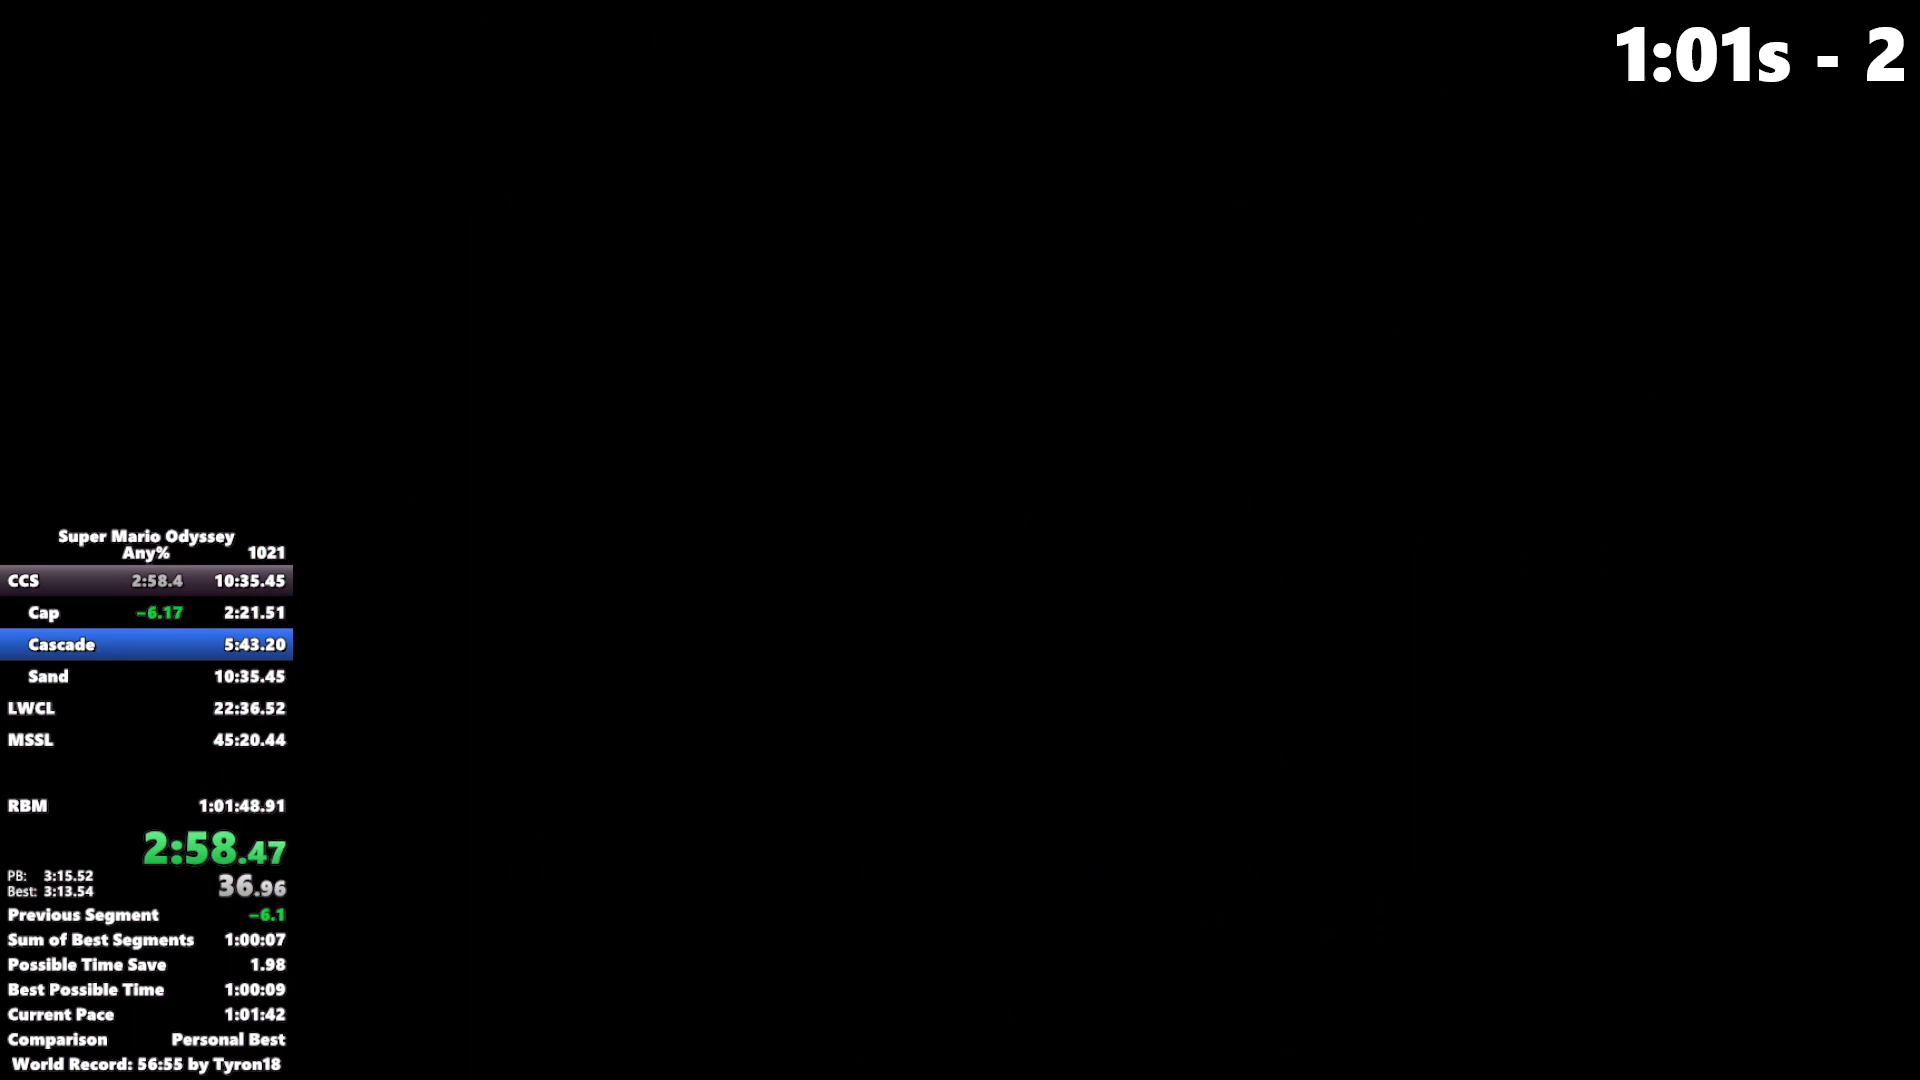 1:01s - 2
Super Mario Odyssey
Any% 1021
CCS 2:58.4 10:35.45
Cap −6.17 2:21.51
Cascade 5:43.20
Sand 10:35.45
LWCL 22:36.52
MSSL 45:20.44
RBM 1:01:48.91
2:58.47
PB: 3:15.52
Best: 3:13.54
36.96
Previous Segment −6.1
Sum of Best Segments 1:00:07
Possible Time Save 1.98
Best Possible Time 1:00:09
Current Pace 1:01:42
Comparison Personal Best
World Record: 56:55 by Tyron18